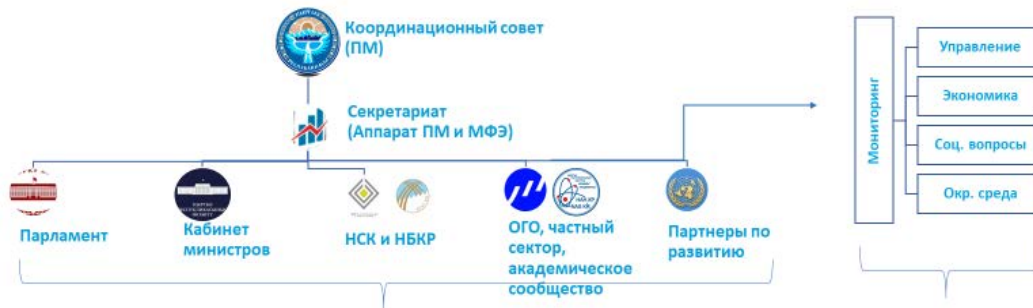 Координационный совет
(ПМ)
Секретариат
(Аппарат ПМ и МФЭ)
Парламент
Кабинет
министров
НСК и НБКР
ОГО, частный
сектор,
академическое
сообщество
Партнеры по
развитию
Мониторинг
Управление
Экономика
Соц. вопросы
Окр. среда